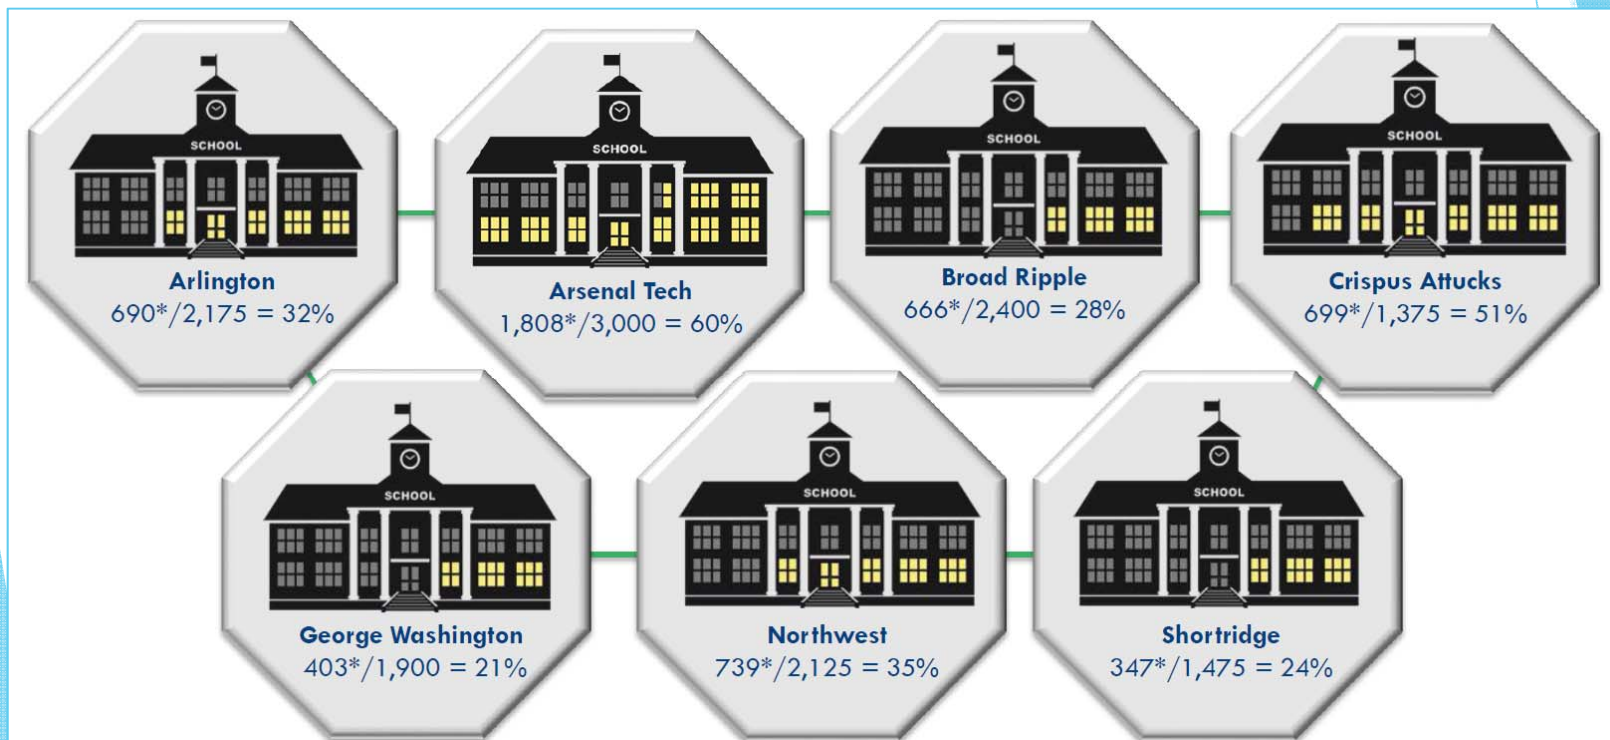 SCHOOL
Arlington
690*/2,175 = 32%
SCHOOL
Arsenal Tech
1,808*/3,000 = 60%
SCHOOL
Broad Ripple
666*/2,400 = 28%
SCHOOL
Crispus Attucks
699*/1,375 = 51%
SCHOOL
George Washington
403*/1,900 = 21%
SCHOOL
Northwest
739*/2,125 = 35%
SCHOOL
Shortridge
347*/1,475 = 24%